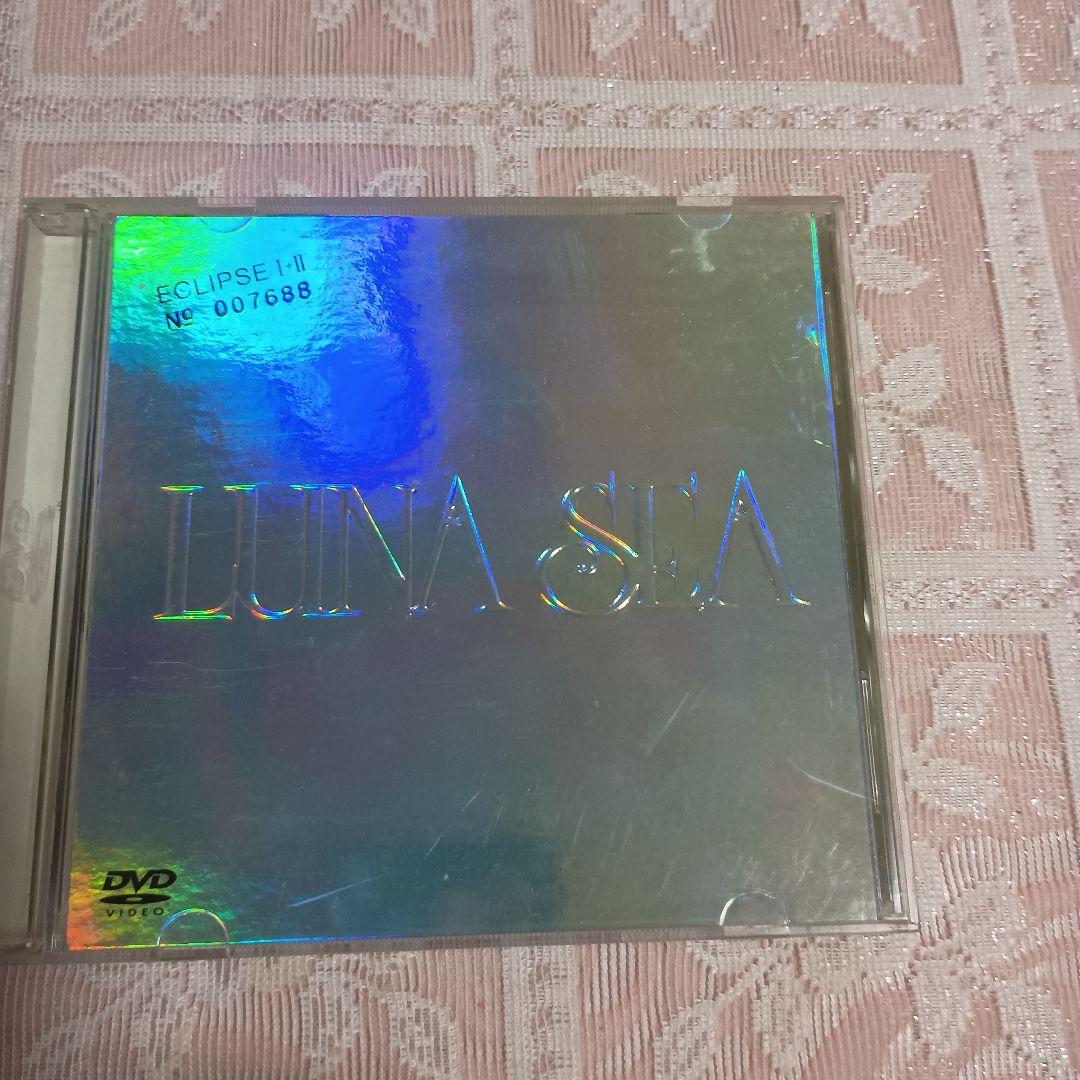 ECLIPSE I+II
№ 007688
LUNA SEA
DVD
VIDEO